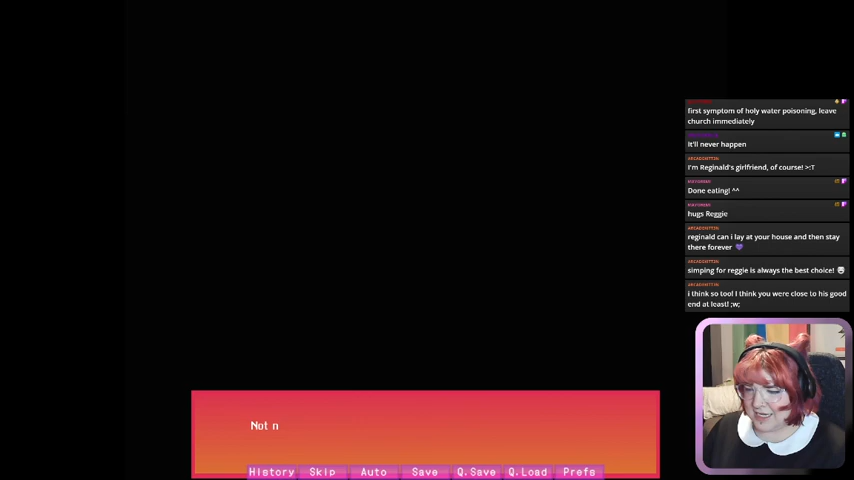 first symptom of holy water poisoning, leave
church immediately
It'll never happen
I'm Reginald's girlfriend, of course! >:T
Done eating! ^^
hugs Reggie
reginald can i lay at your house and then stay
there forever 💜
simping for reggie is always the best choice!
i think so too! I think you were close to his good
end at least! ;w;
Not n
History Skip Auto Save Q.Save Q.Load Prefs